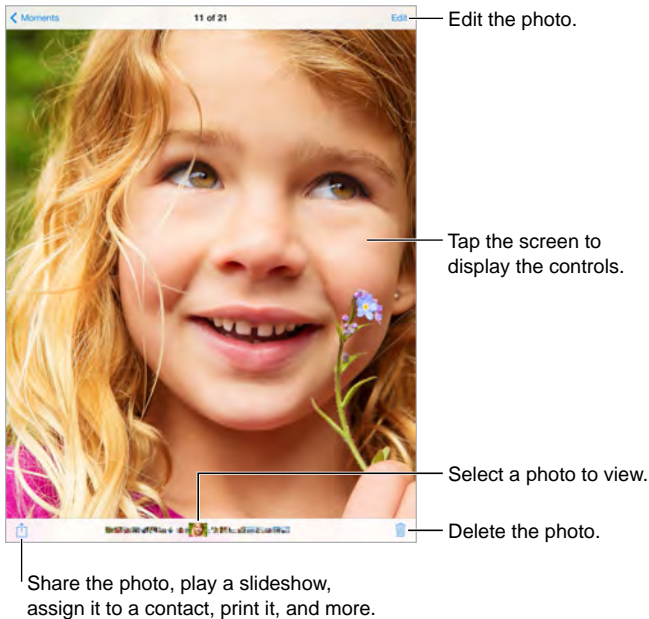 Moments
11 of 21
Edit
Edit the photo.
Tap the screen to
display the controls.
Select a photo to view.
Delete the photo.
Share the photo, play a slideshow,
assign it to a contact, print it, and more.